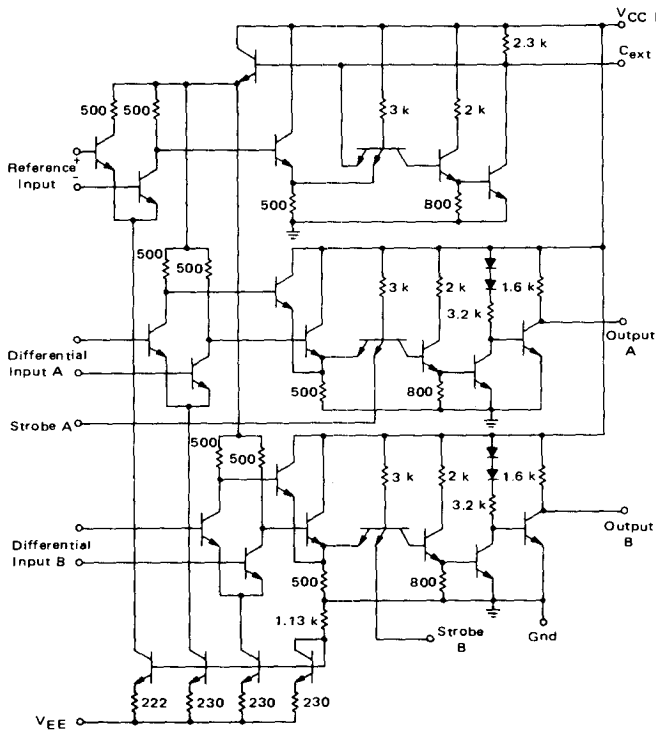 VCC
2.3 k
Cext
500
500
3 k
2 k
Reference
Input
+
-
500
800
500
500
3 k
2 k
1.6 k
3.2 k
Output
A
Differential
Input A
500
800
Strobe A
500
500
3 k
2 k
1.6 k
3.2 k
Output
B
Differential
Input B
500
800
1.13 k
Strobe
B
Gnd
222
230
230
230
VEE